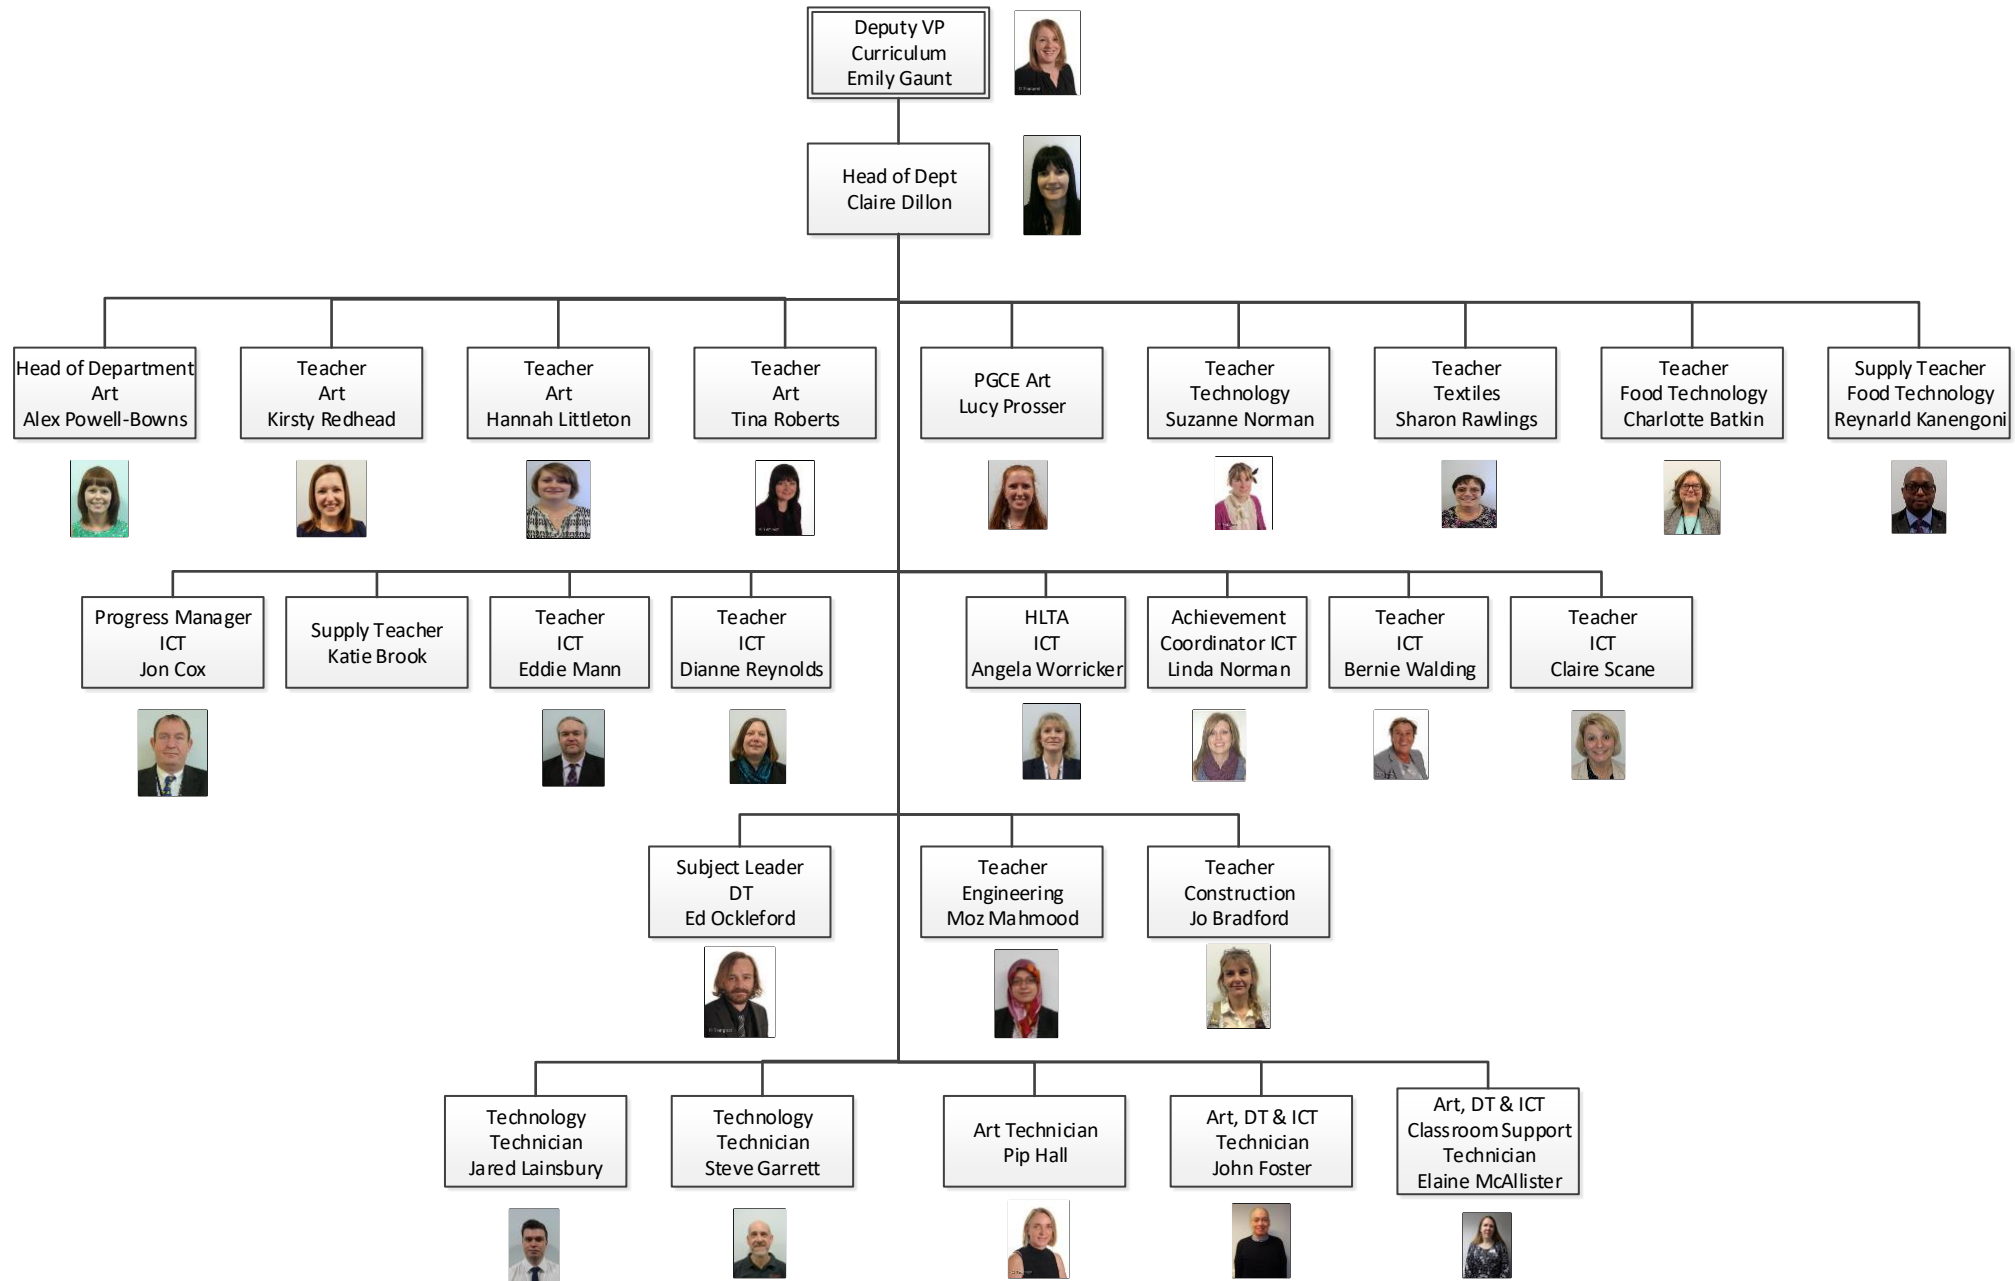 Deputy VP
Curriculum
Emily Gaunt
Head of Dept
Claire Dillon
Head of Department
Art
Alex Powell-Bowns
Teacher
Art
Kirsty Redhead
Teacher
Art
Hannah Littleton
Teacher
Art
Tina Roberts
PGCE Art
Lucy Prosser
Teacher
Technology
Suzanne Norman
Teacher
Textiles
Sharon Rawlings
Teacher
Food Technology
Charlotte Batkin
Supply Teacher
Food Technology
Reynarld Kanengoni
Progress Manager
ICT
Jon Cox
Supply Teacher
Katie Brook
Teacher
ICT
Eddie Mann
Teacher
ICT
Dianne Reynolds
HLTA
ICT
Angela Worricker
Achievement
Coordinator ICT
Linda Norman
Teacher
ICT
Bernie Walding
Teacher
ICT
Claire Scane
Subject Leader
DT
Ed Ockleford
Teacher
Engineering
Moz Mahmood
Teacher
Construction
Jo Bradford
Technology
Technician
Jared Lainsbury
Technology
Technician
Steve Garrett
Art Technician
Pip Hall
Art, DT & ICT
Technician
John Foster
Art, DT & ICT
Classroom Support
Technician
Elaine McAllister